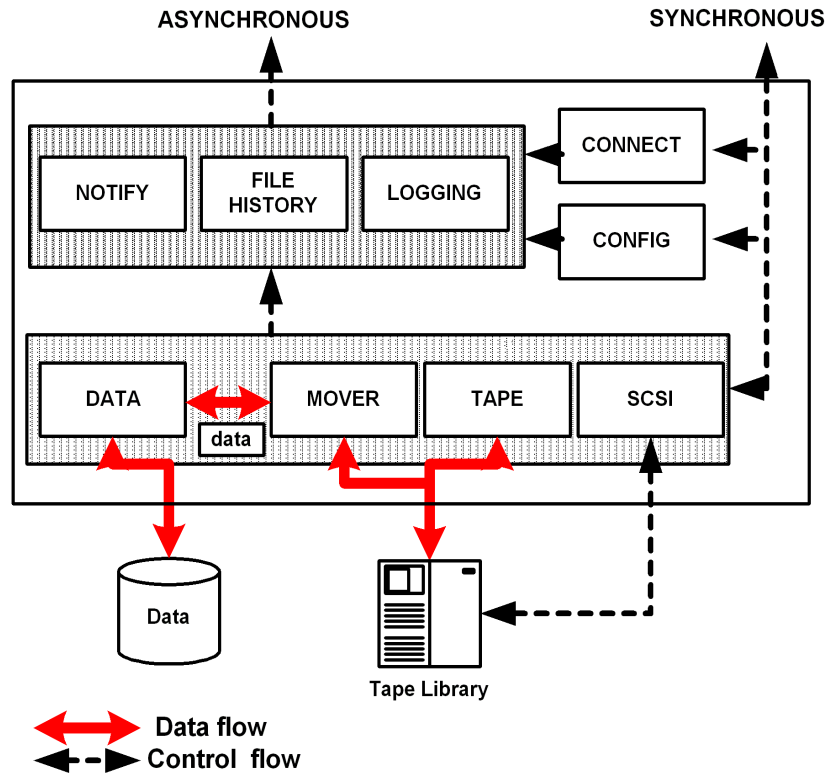 ASYNCHRONOUS
SYNCHRONOUS
NOTIFY
FILE
HISTORY
LOGGING
CONNECT
CONFIG
DATA
data
MOVER
TAPE
SCSI
Data
Tape Library
Data flow
Control flow